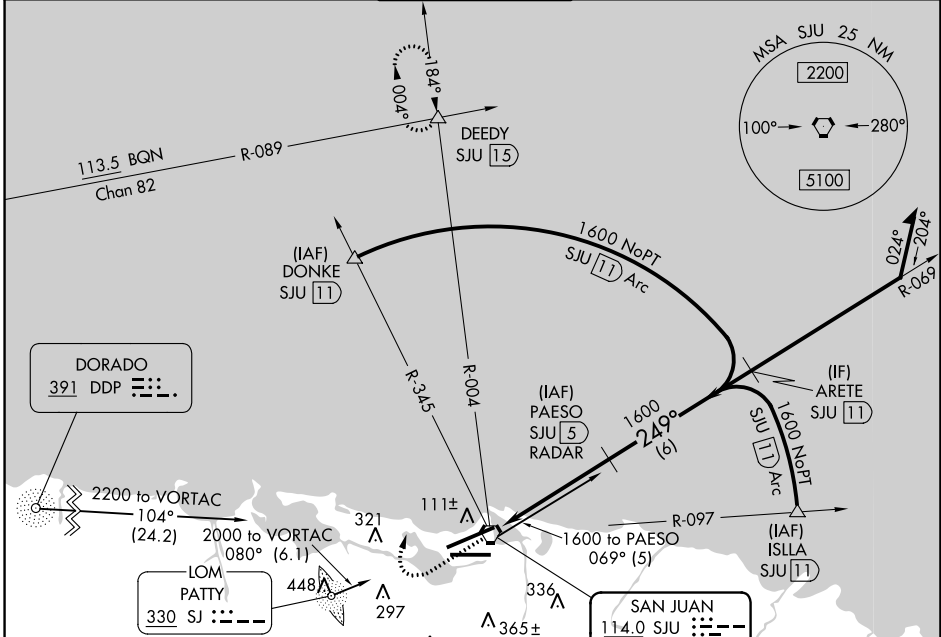 MSA SJU 25 NM
2200
100°
280°
5100
184°
004°
DEEDY
SJU 15
113.5 BQN
Chan 82
R-089
(IAF)
DONKE
SJU 11
1600 NoPT
SJU 11 Arc
024°
204°
R-069
DORADO
391 DDP
R-345
R-004
(IAF)
PAESO
SJU 5
RADAR
1600
249°
(6)
(IF)
ARETE
SJU 11
1600 NoPT
SJU 11 Arc
2200 to VORTAC
104°
(24.2)
2000 to VORTAC
080° (6.1)
321
111±
R-097
1600 to PAESO
069° (5)
(IAF)
ISLLA
SJU 11
LOM
PATTY
330 SJ
448
297
336
365±
SAN JUAN
114.0 SJU